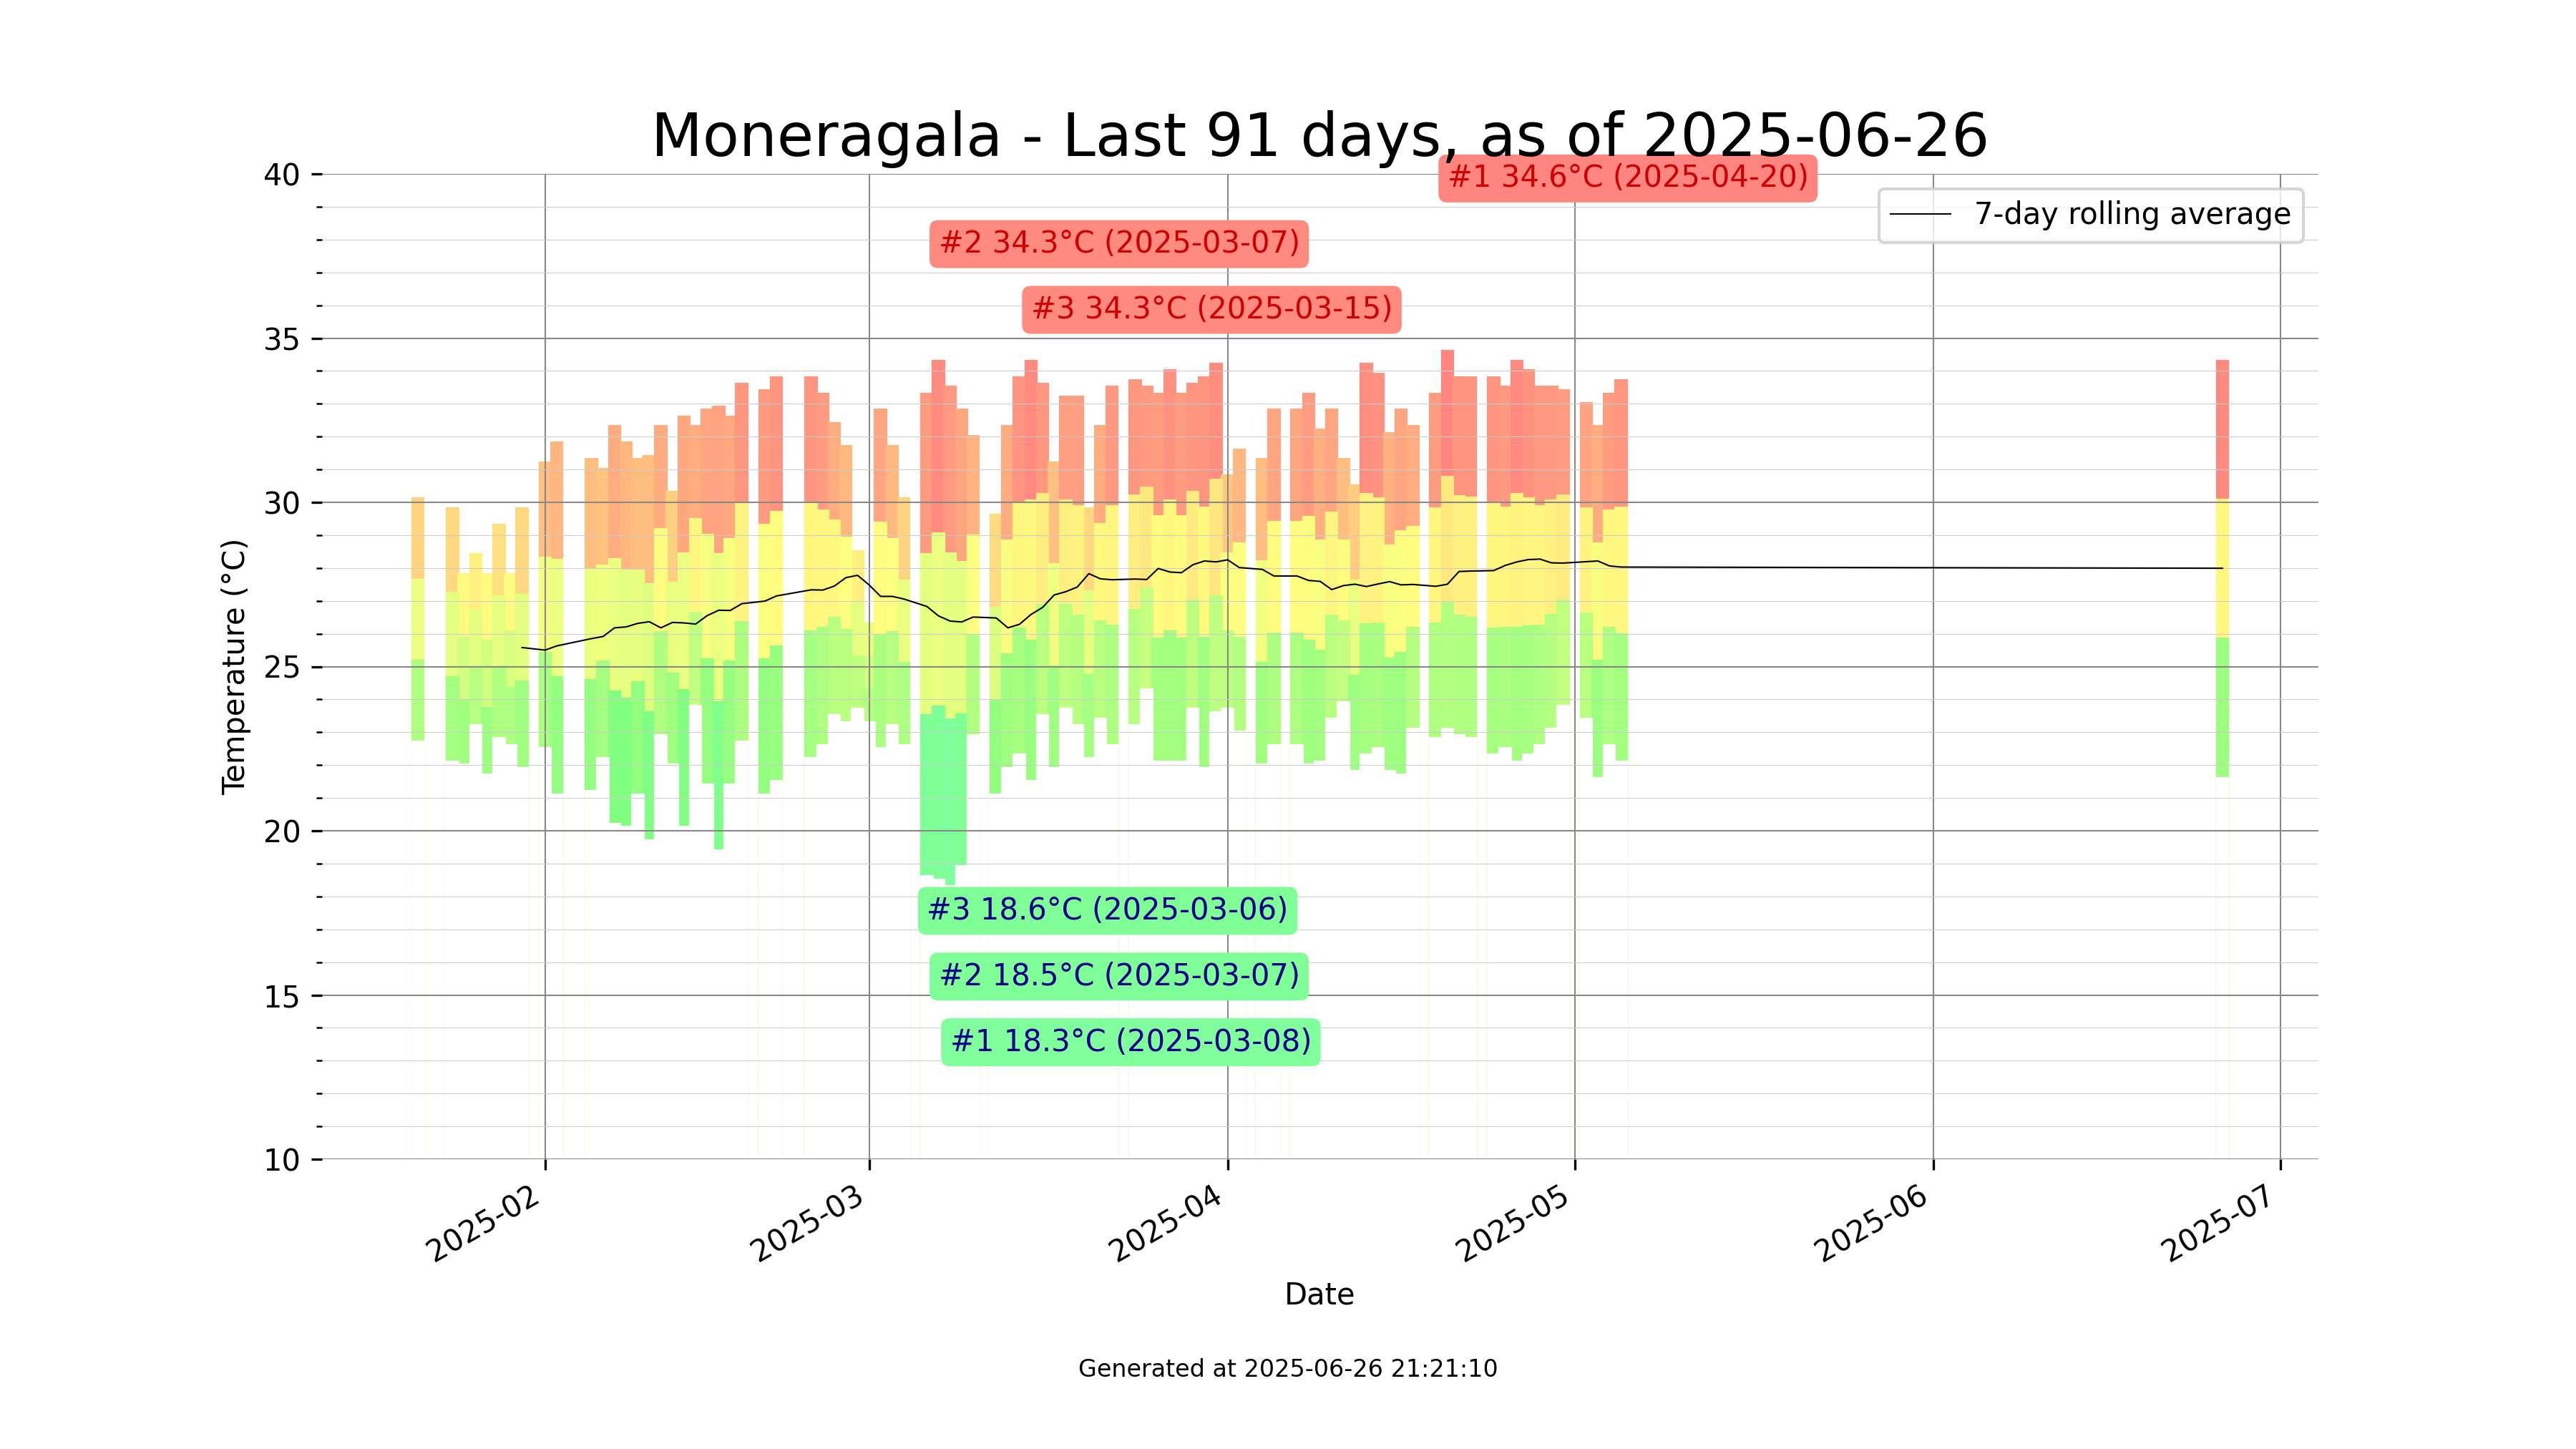 Moneragala - Last 91 days, as of 2025-06-26
#1 34.6°C (2025-04-20)
7-day rolling average
#2 34.3°C (2025-03-07)
#3 34.3°C (2025-03-15)
40
35
30
25
20
15
10
Temperature (°C)
#3 18.6°C (2025-03-06)
#2 18.5°C (2025-03-07)
#1 18.3°C (2025-03-08)
2025-02
2025-03
2025-04
2025-05
2025-06
2025-07
Date
Generated at 2025-06-26 21:21:10